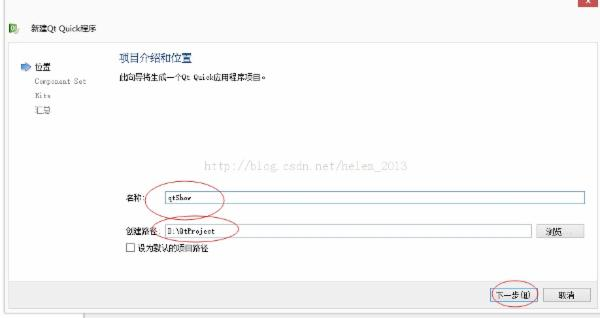 新建Qt Quick程序
位置
Component Set
Kits
汇总
项目介绍和位置
此向导将生成一个Qt Quick应用程序项目。
http://blog.csdn.net/helem_2013
名称: qtShow
创建路径 D:\QtProject 浏览...
设为默认的项目路径
下一步(N) 取消